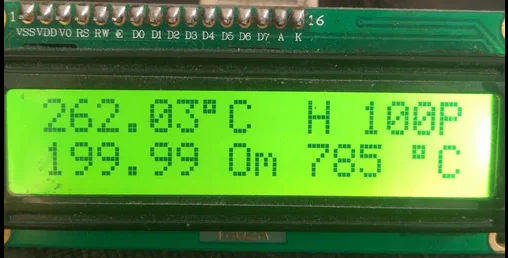 1 16
VSS VDD VO RS RW E D0 D1 D2 D3 D4 D5 D6 D7 A K
262.03°C H 100P
199.99 Om 785 °C